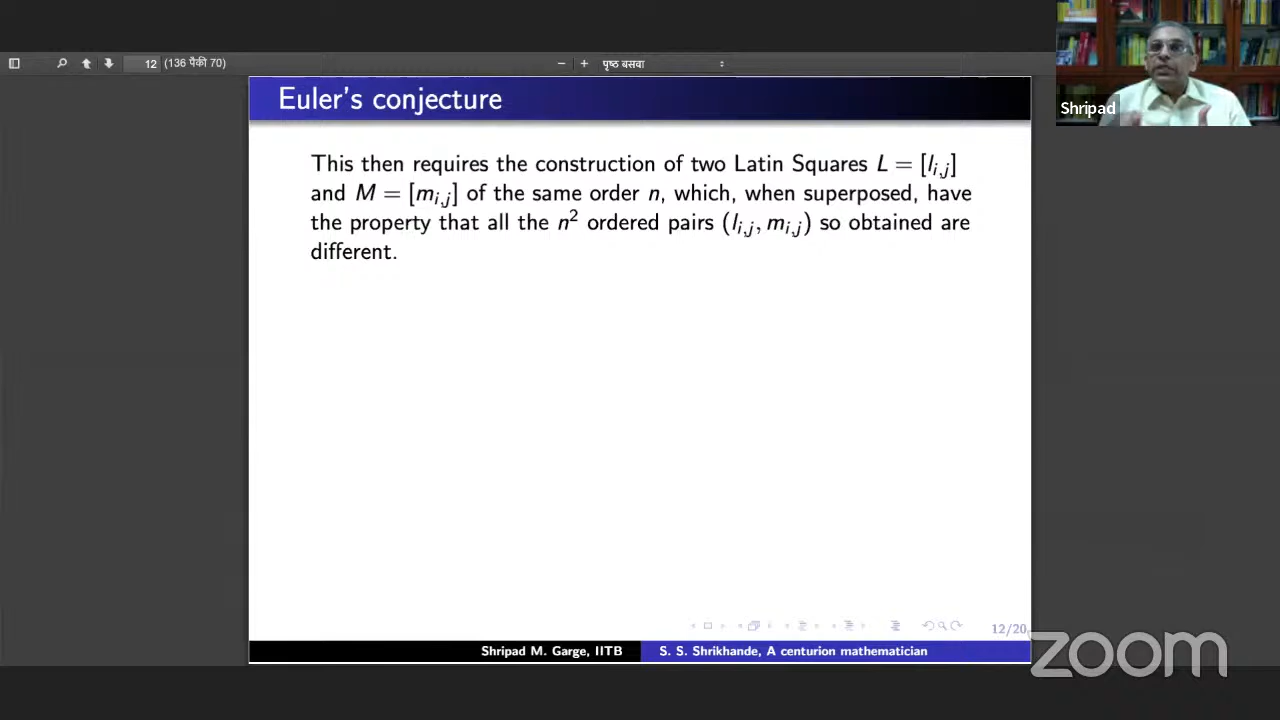 12 (136 पैकी 70)
पृष्ठ बसवा
Shripad
Euler's conjecture
This then requires the construction of two Latin Squares L = [l_{i,j}]
and M = [m_{i,j}] of the same order n, which, when superposed, have
the property that all the n² ordered pairs (l_{i,j}, m_{i,j}) so obtained are
different.
12/20
Shripad M. Garge, IITB
S. S. Shrikhande, A centurion mathematician
zoom